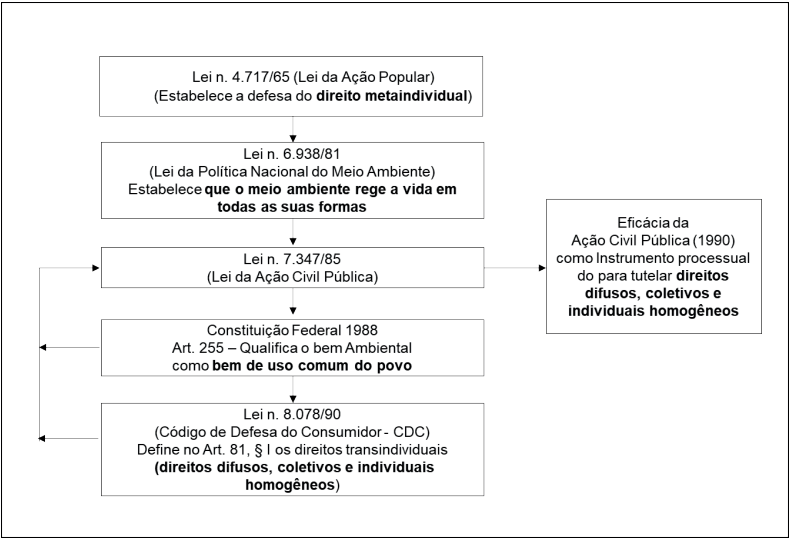 Lei n. 4.717/65 (Lei da Ação Popular)
(Estabelece a defesa do direito metaindividual)
Lei n. 6.938/81
(Lei da Política Nacional do Meio Ambiente)
Estabelece que o meio ambiente rege a vida em
todas as suas formas
Lei n. 7.347/85
(Lei da Ação Civil Pública)
Eficácia da
Ação Civil Pública (1990)
como Instrumento processual
do para tutelar direitos
difusos, coletivos e
individuais homogêneos
Constituição Federal 1988
Art. 255 – Qualifica o bem Ambiental
como bem de uso comum do povo
Lei n. 8.078/90
(Código de Defesa do Consumidor - CDC)
Define no Art. 81, § I os direitos transindividuais
(direitos difusos, coletivos e individuais
homogêneos)